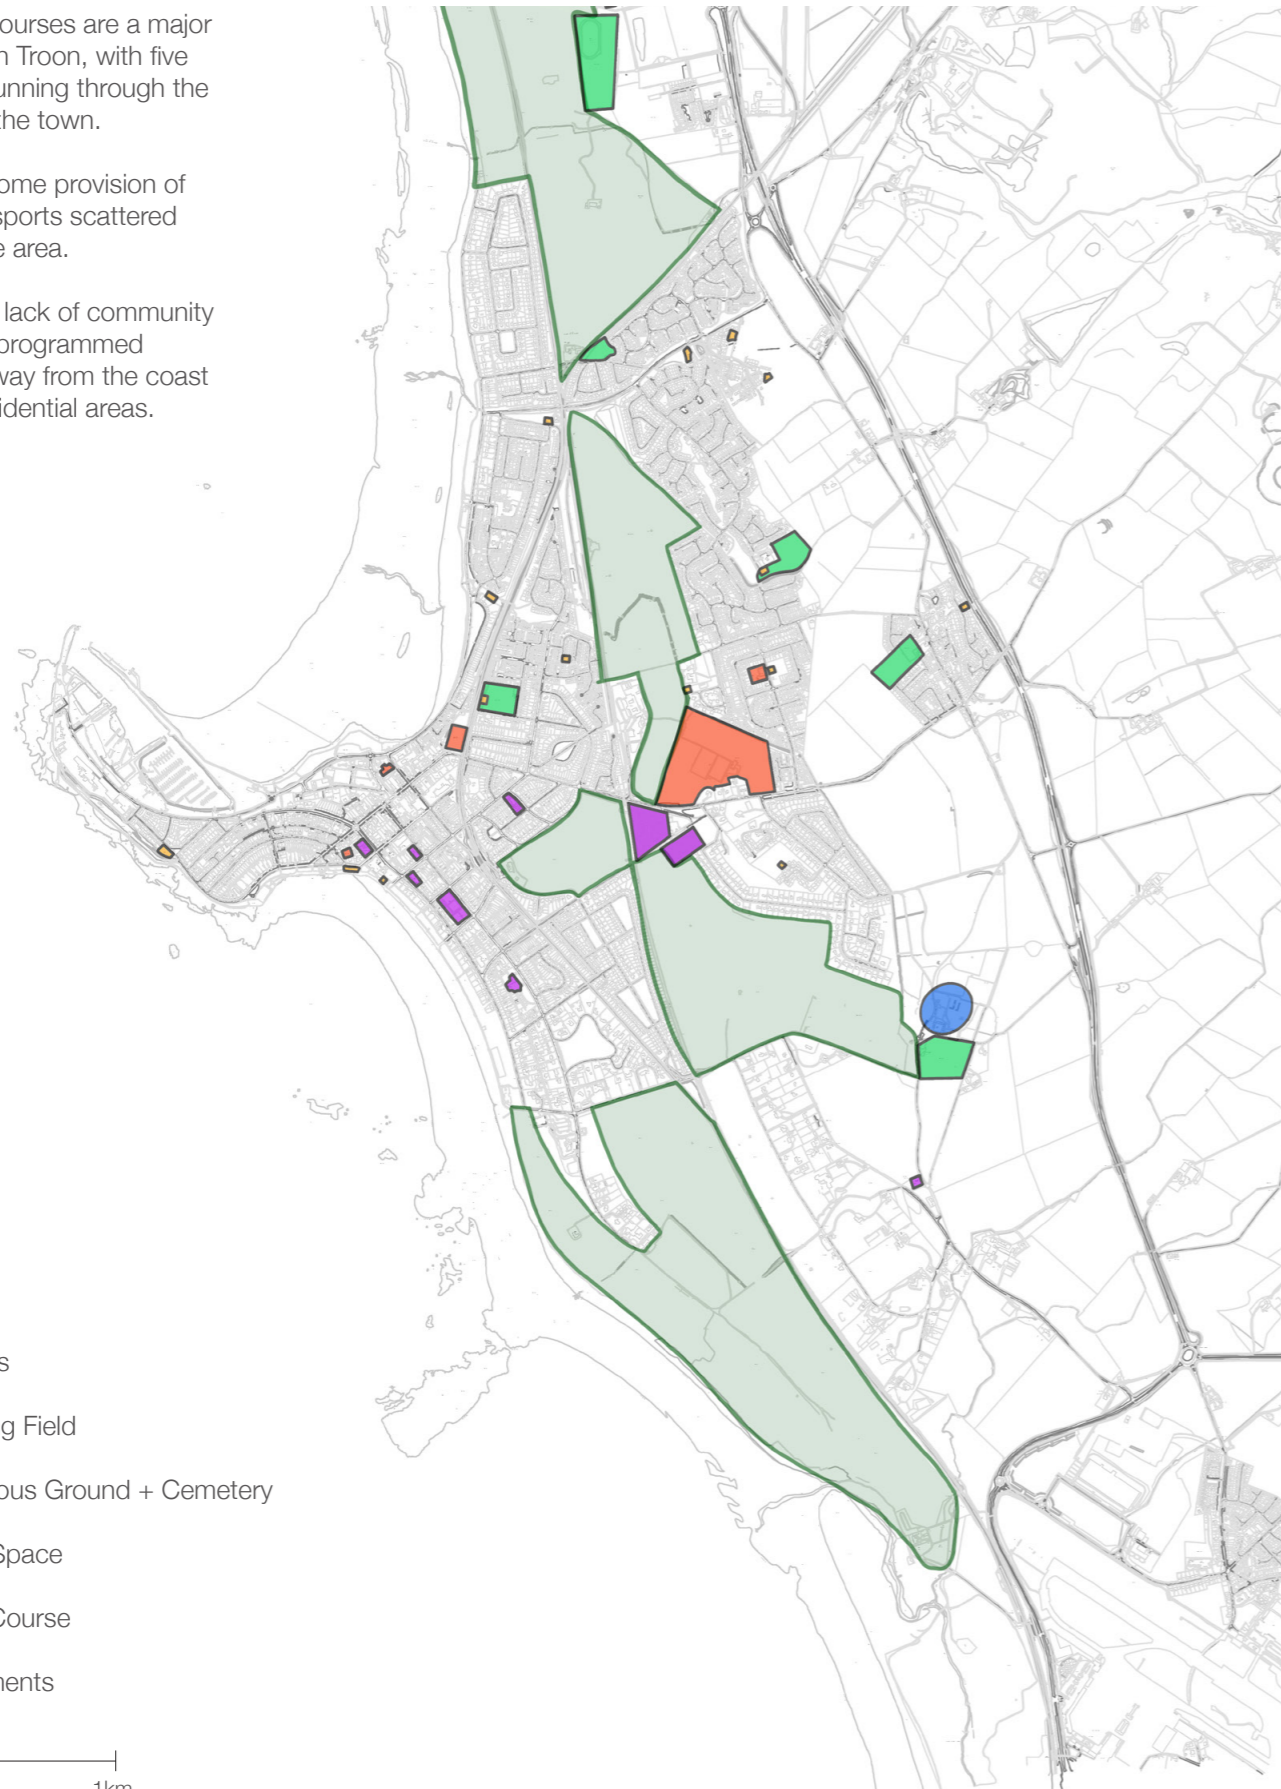 ourses are a major
n Troon, with five
unning through the
the town.
ome provision of
sports scattered
e area.
lack of community
programmed
way from the coast
idential areas.
s
g Field
ous Ground + Cemetery
Space
Course
ments
1km